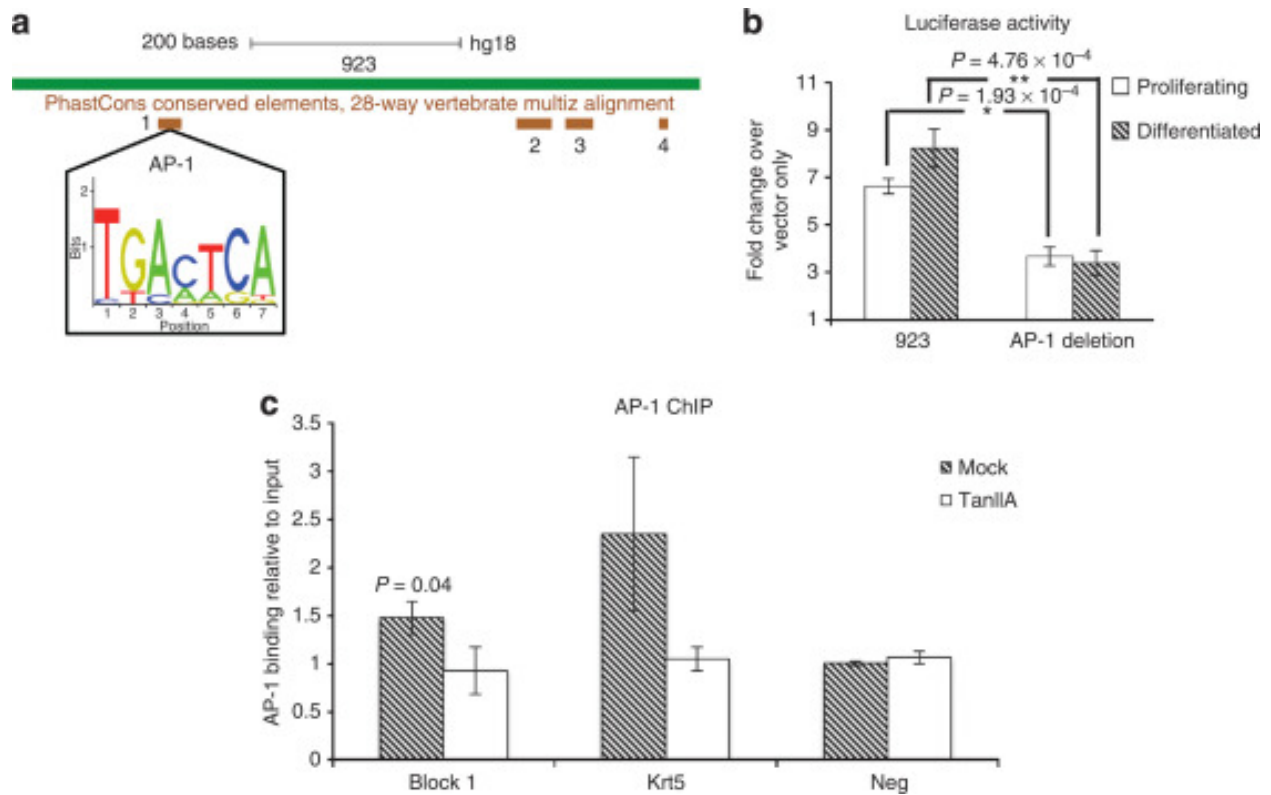 a
200 bases
hg18
923
PhastCons conserved elements, 28-way vertebrate multiz alignment
1
2
3
4
AP-1
2
1
Bits
TGACTCA
1 2 3 4 5 6 7
Position
b
Luciferase activity
P = 4.76 × 10⁻⁴
**
P = 1.93 × 10⁻⁴
*
Proliferating
Differentiated
Fold change over
vector only
11
9
7
5
3
1
923
AP-1 deletion
c
AP-1 ChIP
Mock
TanIIA
AP-1 binding relative to input
3.5
3
2.5
2
1.5
1
0.5
0
P = 0.04
Block 1
Krt5
Neg